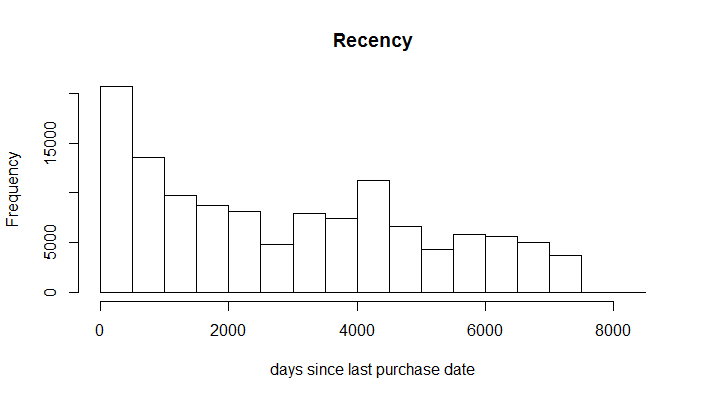 Recency
Frequency
15000
5000
0
0 2000 4000 6000 8000
days since last purchase date